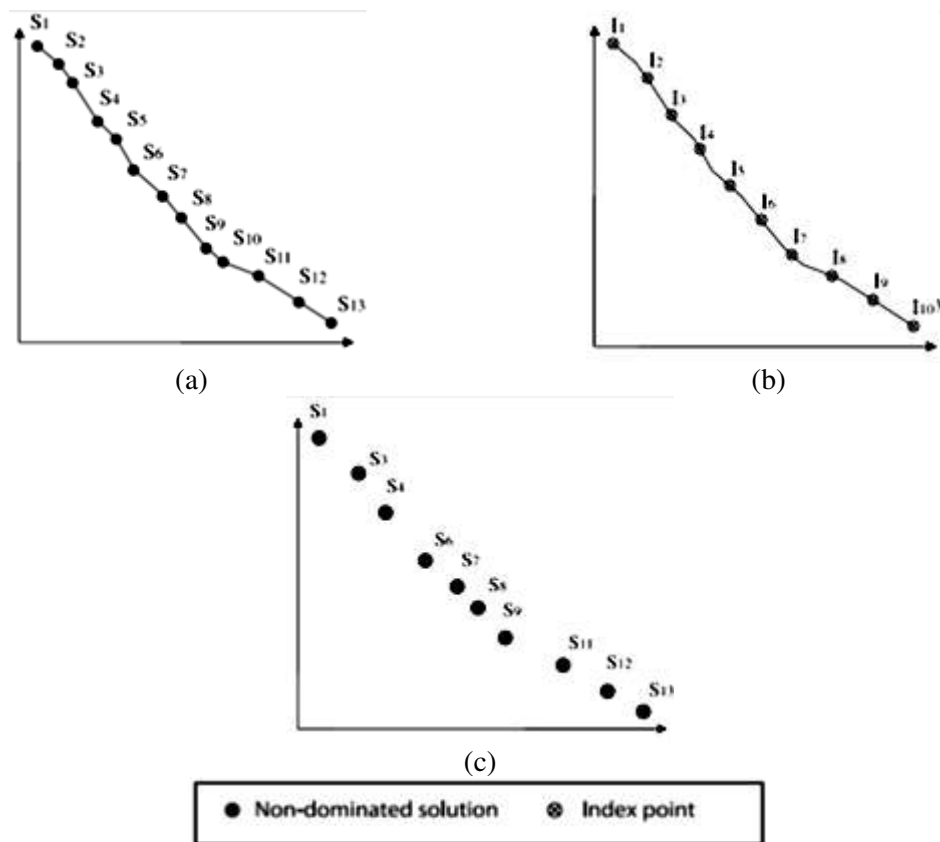 S1
S2
S3
S4
S5
S6
S7
S8
S9
S10
S11
S12
S13
(a)
I1
I2
I3
I4
I5
I6
I7
I8
I9
I10
(b)
S1
S3
S4
S6
S7
S8
S9
S11
S12
S13
(c)
Non-dominated solution Index point